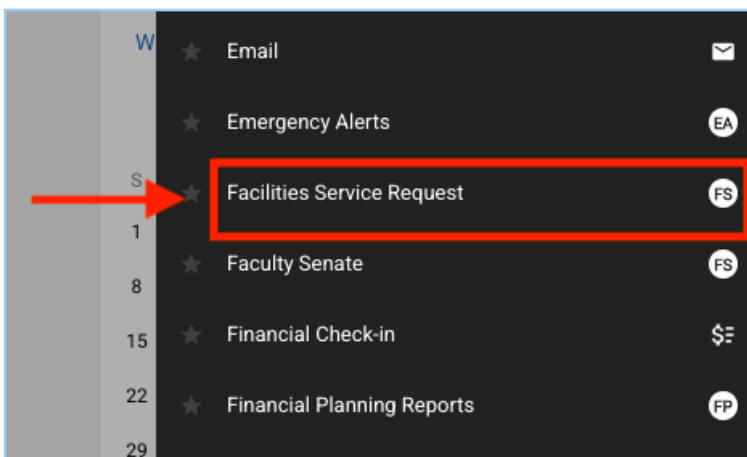 W
S
1
8
15
22
29
Email
Emergency Alerts EA
Facilities Service Request FS
Faculty Senate FS
Financial Check-in $
Financial Planning Reports FP